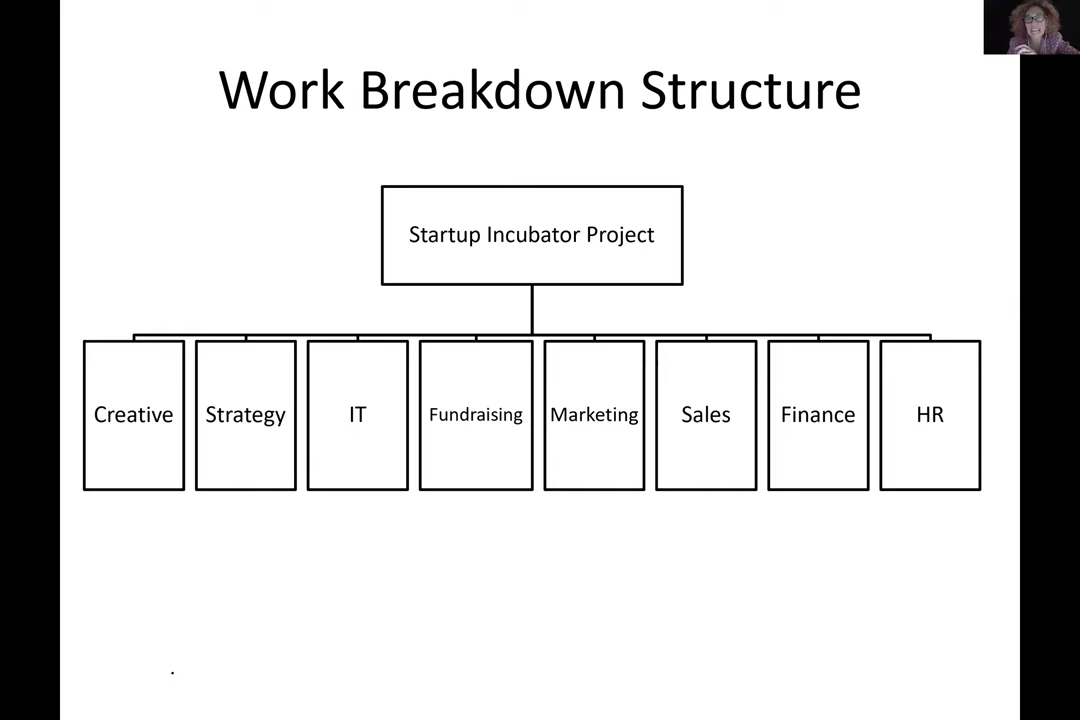 Work Breakdown Structure
Startup Incubator Project
Creative
Strategy
IT
Fundraising
Marketing
Sales
Finance
HR